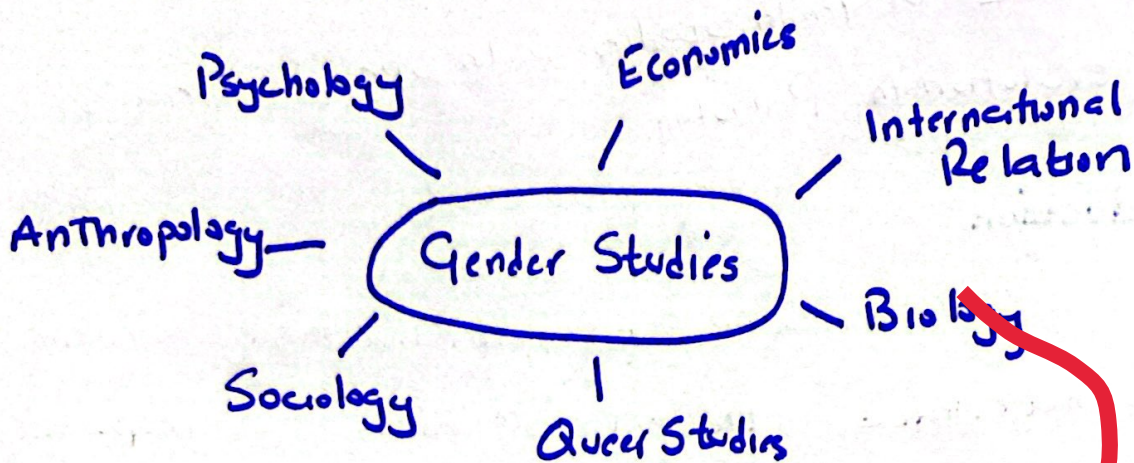 Psychology
Economics
International
Relation
Anthropology
Gender Studies
Biology
Sociology
Queer Studies